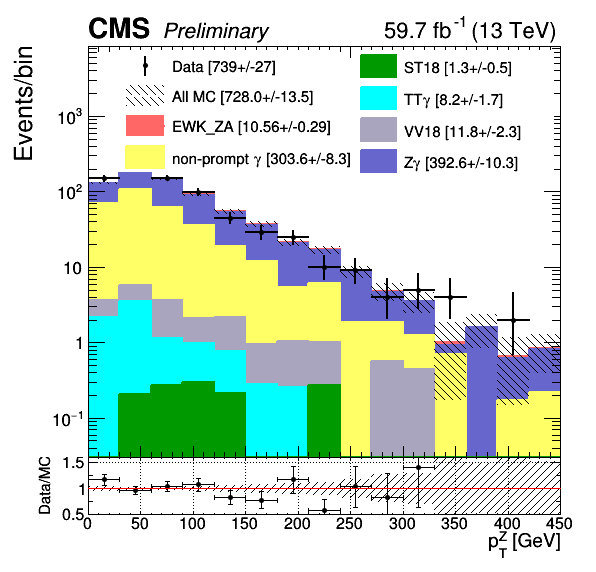 CMS Preliminary 59.7 fb⁻¹ (13 TeV)
Events/bin
Data [739+/-27]
All MC [728.0+/-13.5]
EWK_ZA [10.56+/-0.29]
non-prompt γ [303.6+/-8.3]
ST18 [1.3+/-0.5]
TTγ [8.2+/-1.7]
VV18 [11.8+/-2.3]
Zγ [392.6+/-10.3]
10³
10²
10
1
10⁻¹
Data/MC
1.5
1
0.5
0 50 100 150 200 250 300 350 400 450
p_T^Z [GeV]